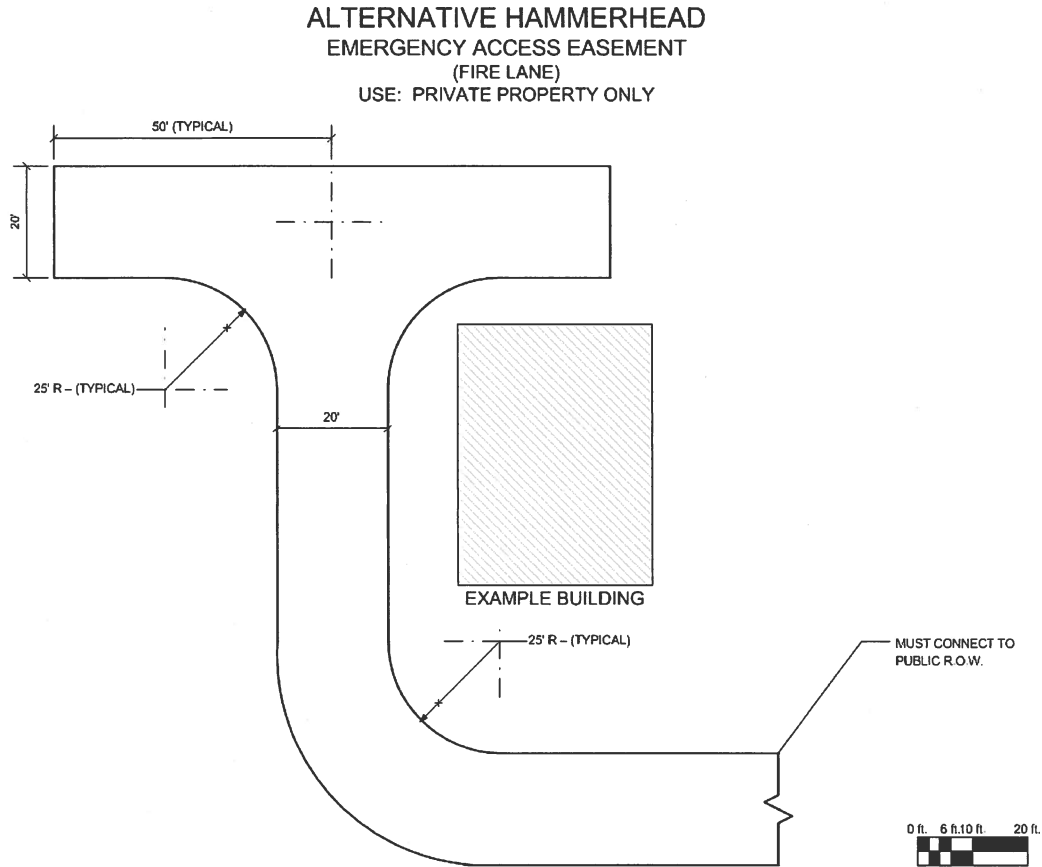 ALTERNATIVE HAMMERHEAD
EMERGENCY ACCESS EASEMENT
(FIRE LANE)
USE: PRIVATE PROPERTY ONLY
50' (TYPICAL)
20'
25' R – (TYPICAL)
20'
EXAMPLE BUILDING
25' R – (TYPICAL)
MUST CONNECT TO
PUBLIC R.O.W.
0 ft. 6 ft.10 ft. 20 ft.